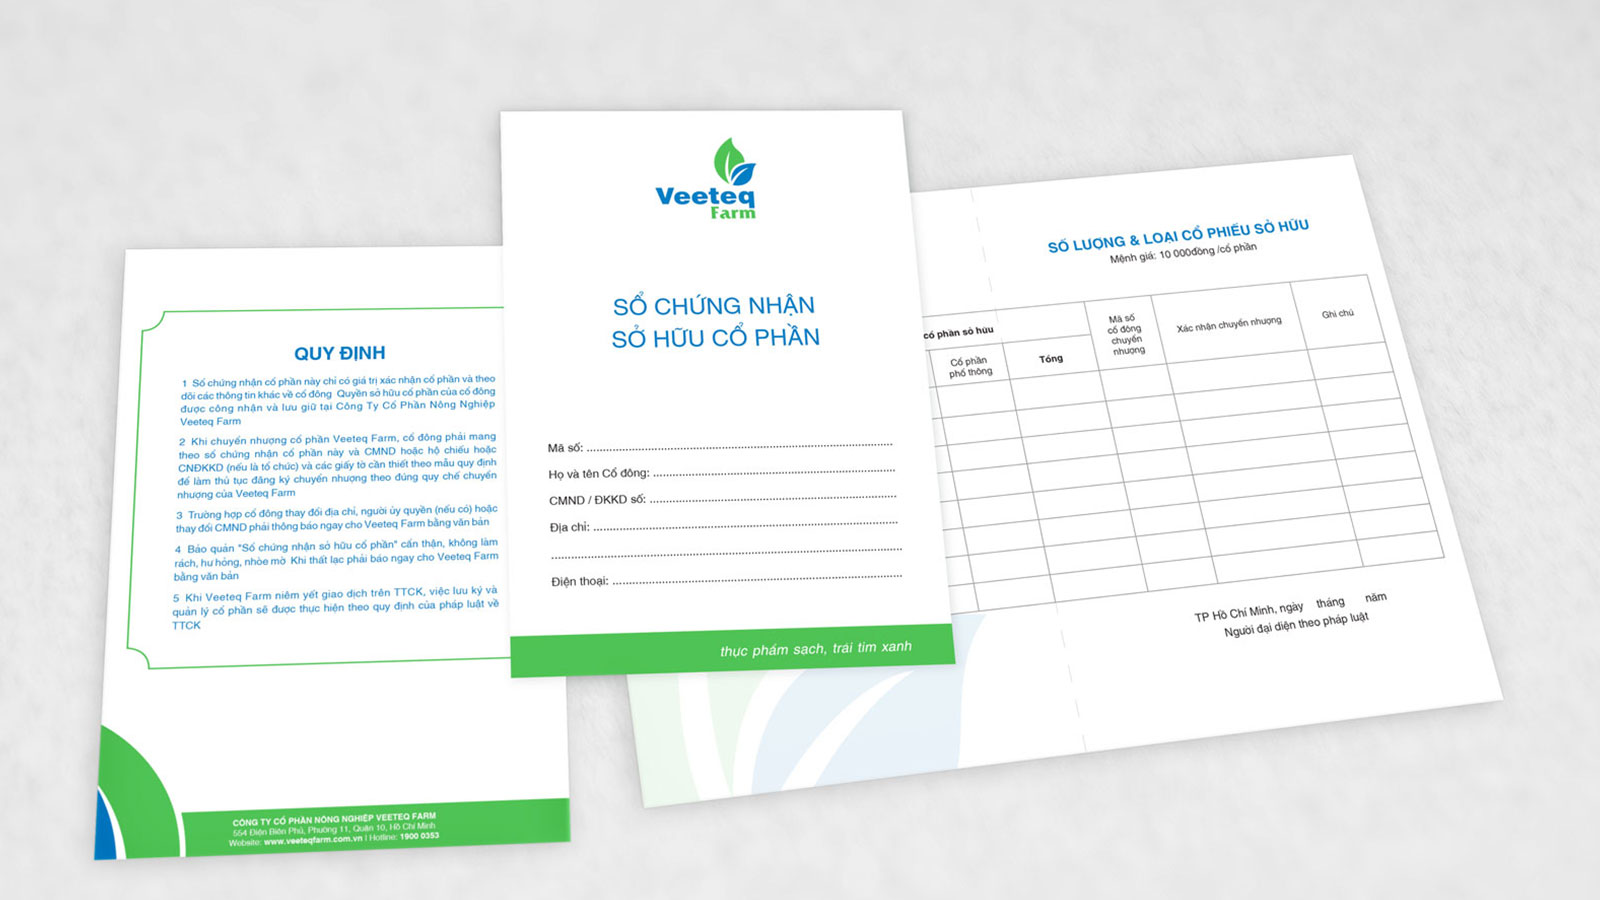 QUY ĐỊNH
1 Sổ chứng nhận cổ phần này chỉ có giá trị xác nhận cổ phần và theo
dõi các thông tin khác về cổ đông Quyền sở hữu cổ phần của cổ đông
được công nhận và lưu giữ tại Công Ty Cổ Phần Nông Nghiệp
Veeteq Farm
2 Khi chuyển nhượng cổ phần Veeteq Farm, cổ đông phải mang
theo sổ chứng nhận cổ phần này và CMND hoặc hộ chiếu hoặc
CNĐKKD (nếu là tổ chức) và các giấy tờ cần thiết theo mẫu quy định
để làm thủ tục đăng ký chuyển nhượng theo đúng quy chế chuyển
nhượng của Veeteq Farm
3 Trường hợp cổ đông thay đổi địa chỉ, người ủy quyền (nếu có) hoặc
thay đổi CMND phải thông báo ngay cho Veeteq Farm bằng văn bản
4 Bảo quản "Sổ chứng nhận sở hữu cổ phần" cẩn thận, không làm
rách, hư hỏng, nhòe mờ Khi thất lạc phải báo ngay cho Veeteq Farm
bằng văn bản
5 Khi Veeteq Farm niêm yết giao dịch trên TTCK, việc lưu ký và
quản lý cổ phần sẽ được thực hiện theo quy định của pháp luật về
TTCK
CÔNG TY CỔ PHẦN NÔNG NGHIỆP VEETEQ FARM
554 Điện Biên Phủ, Phường 11, Quận 10, Hồ Chí Minh
Website: www.veeteqfarm.com.vn | Hotline: 1900 0353
Veeteq
Farm
SỔ CHỨNG NHẬN
SỞ HỮU CỔ PHẦN
Mã số:
Họ và tên Cổ đông:
CMND / ĐKKD số:
Địa chỉ:
Điện thoại:
thực phẩm sạch, trái tim xanh
SỐ LƯỢNG & LOẠI CỔ PHIẾU SỞ HỮU
Mệnh giá: 10 000đồng /cổ phần
cổ phần sở hữu
Cổ phần
phổ thông
Tổng
Mã số
cổ đông
chuyển
nhượng
Xác nhận chuyển nhượng
Ghi chú
TP Hồ Chí Minh, ngày tháng năm
Người đại diện theo pháp luật